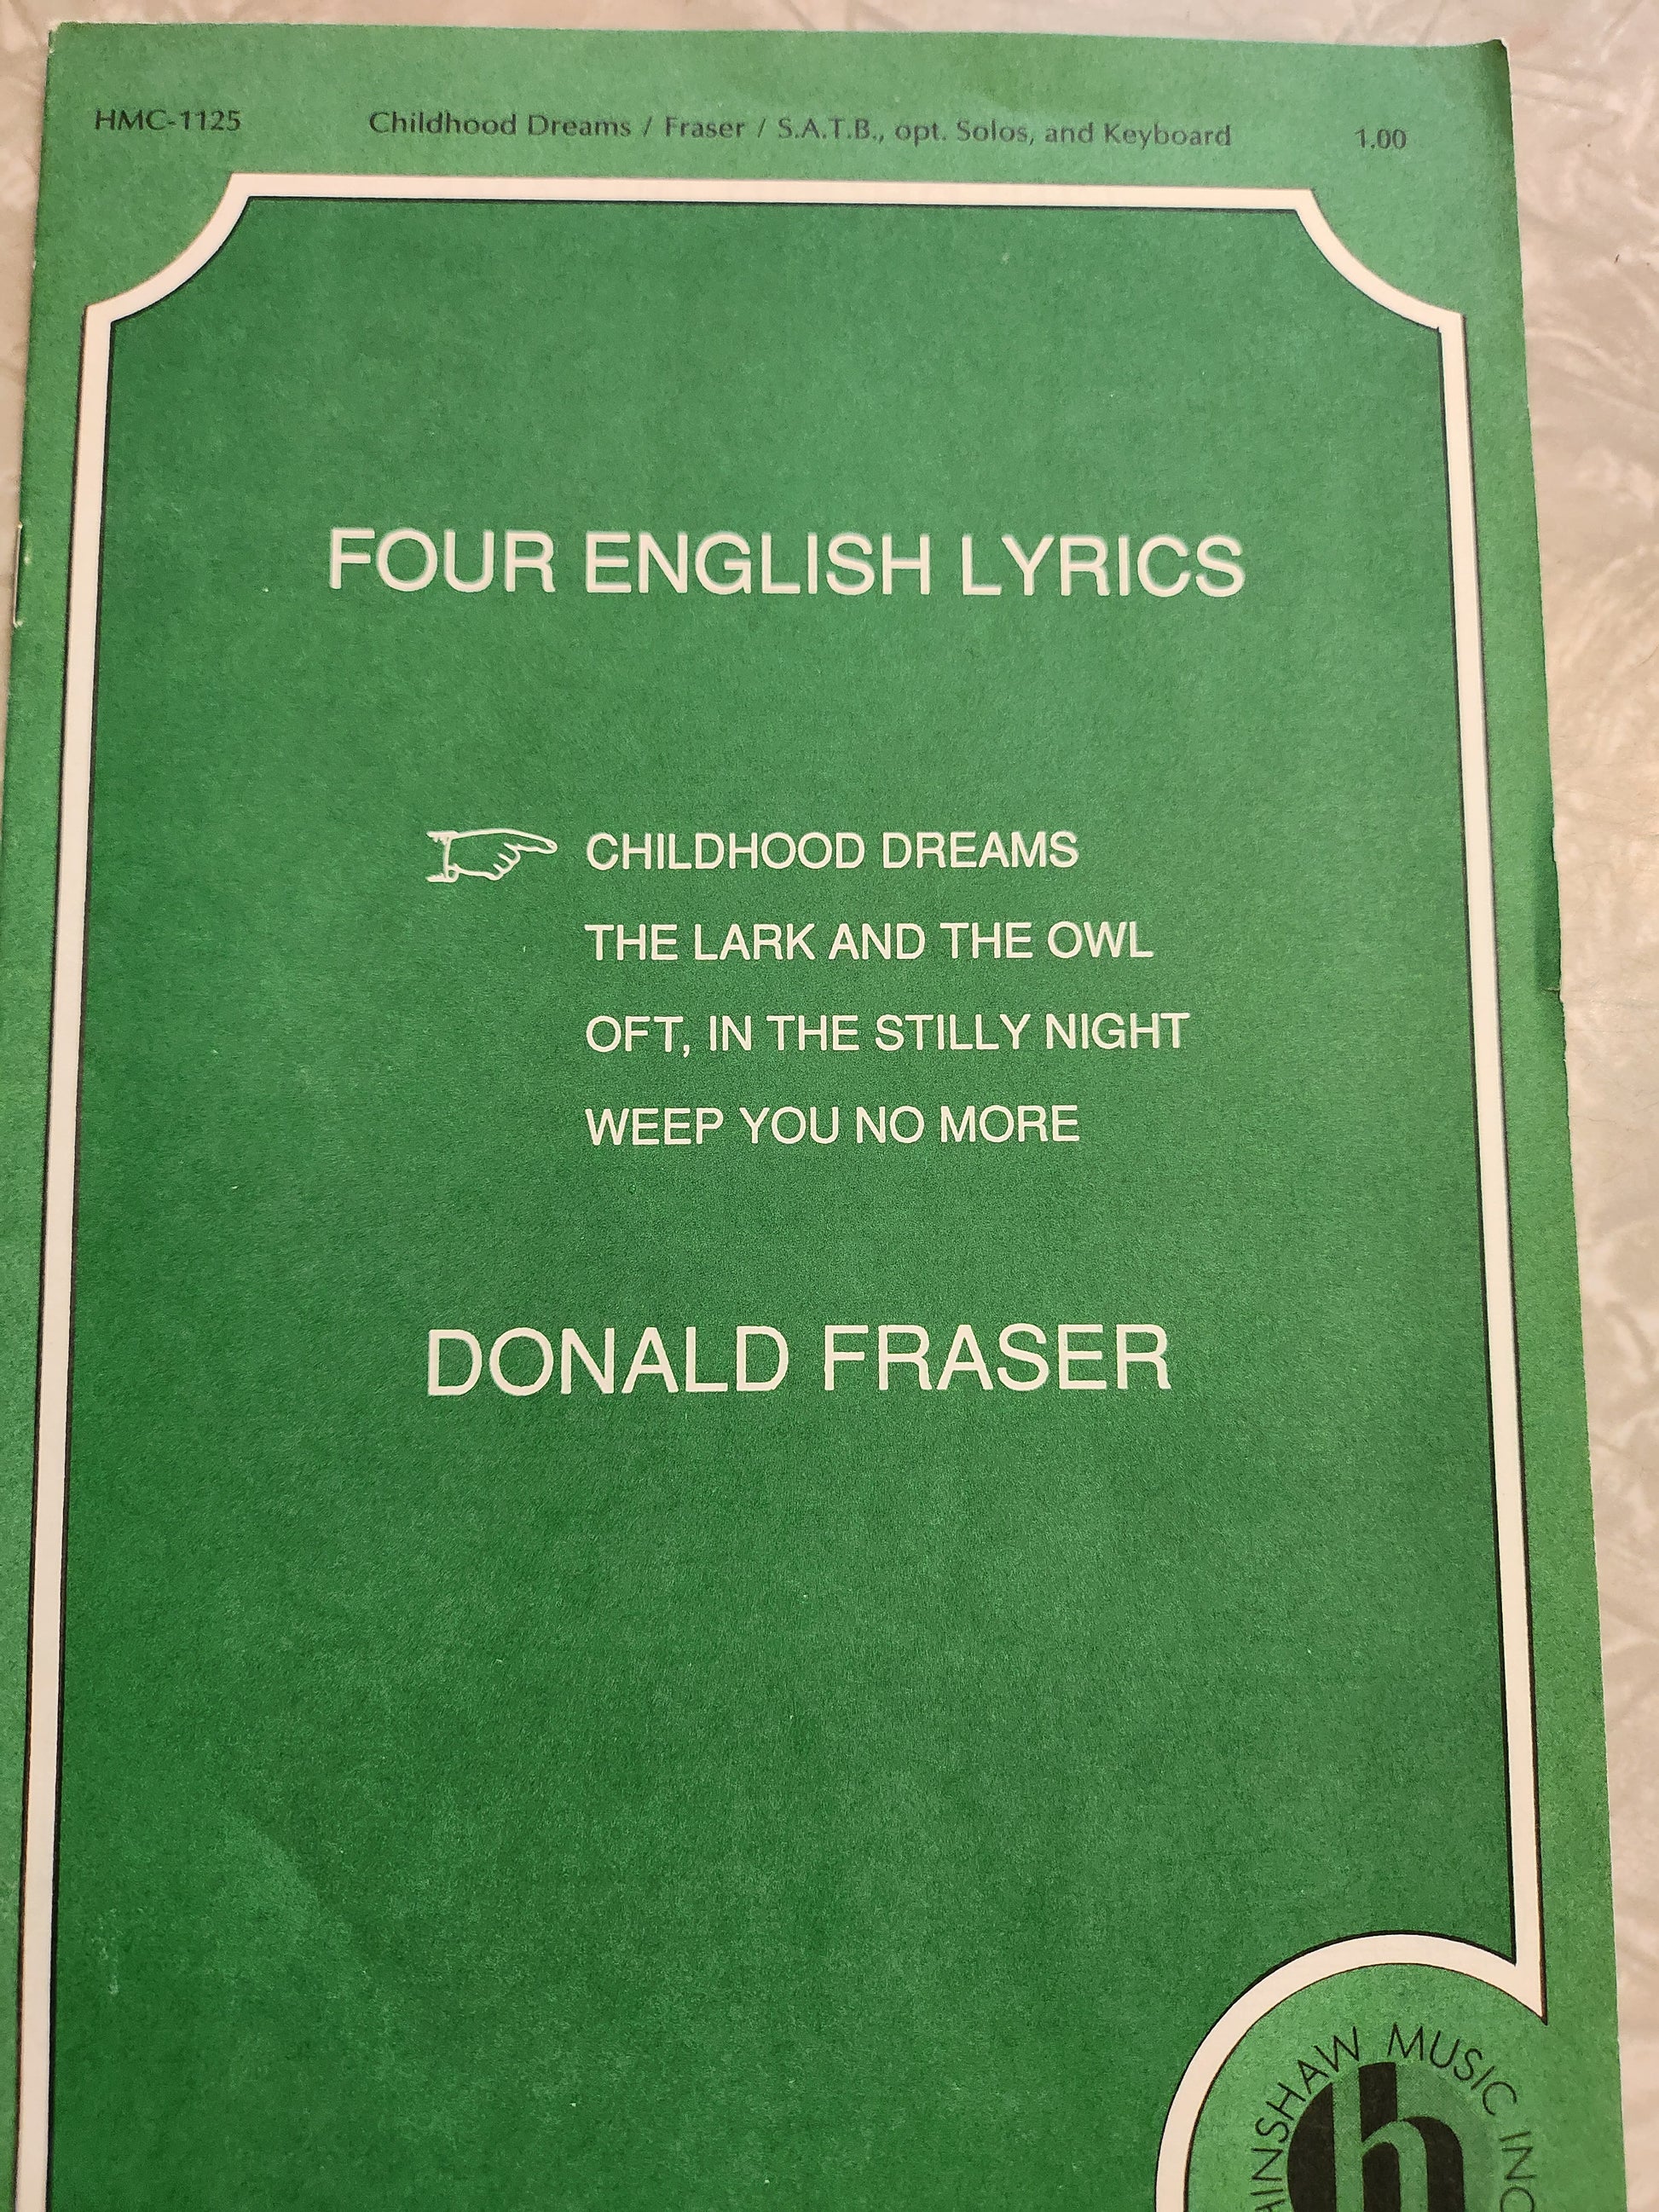 HMC-1125 Childhood Dreams / Fraser / S.A.T.B., opt. Solos, and Keyboard 1.00
FOUR ENGLISH LYRICS
CHILDHOOD DREAMS
THE LARK AND THE OWL
OFT, IN THE STILLY NIGHT
WEEP YOU NO MORE
DONALD FRASER
HINSHAW MUSIC INC
h